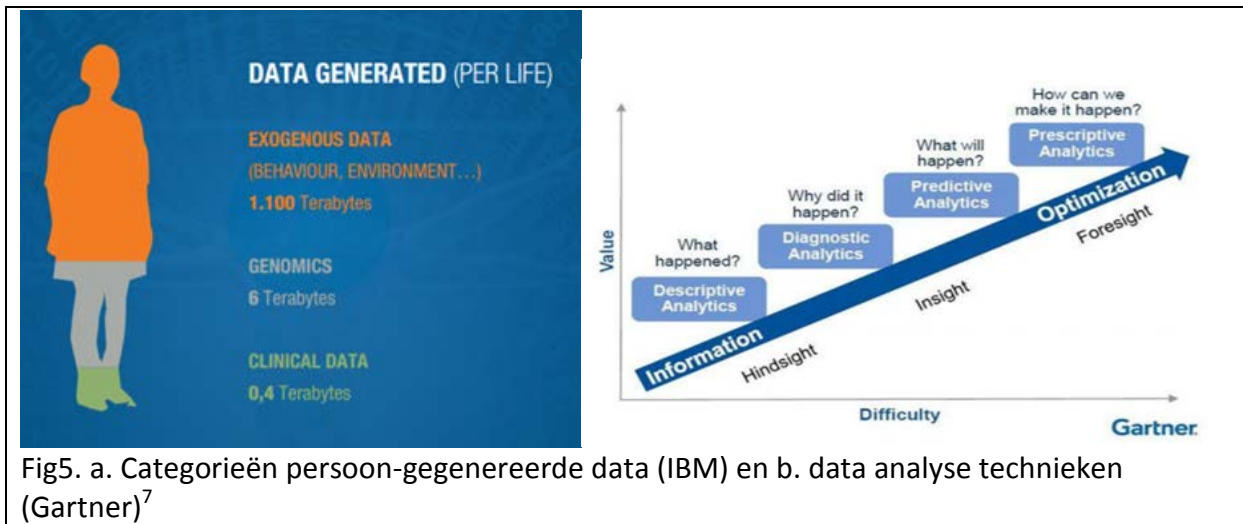 DATA GENERATED (PER LIFE)
EXOGENOUS DATA
(BEHAVIOUR, ENVIRONMENT...)
1.100 Terabytes
GENOMICS
6 Terabytes
CLINICAL DATA
0,4 Terabytes
How can we
make it happen?
Prescriptive
Analytics
What will
happen?
Predictive
Analytics
Why did it
happen?
Diagnostic
Analytics
What
happened?
Descriptive
Analytics
Value
Information
Optimization
Hindsight
Insight
Foresight
Difficulty
Gartner
Fig5. a. Categorieën persoon-gegenereerde data (IBM) en b. data analyse technieken
(Gartner)⁷